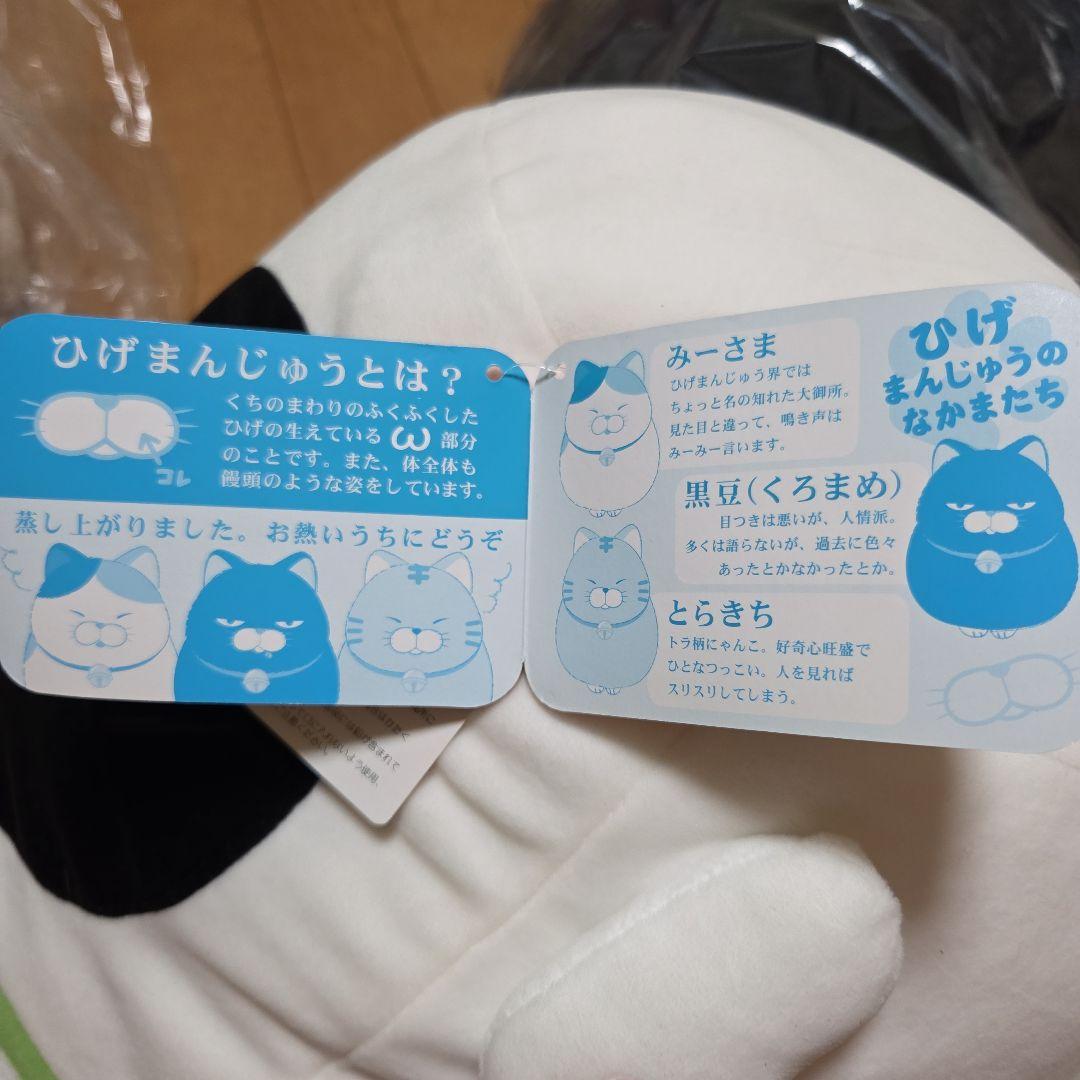 ひげまんじゅうとは？
くちのまわりのふくふくした
ひげの生えているω部分
のことです。また、体全体も
饅頭のような姿をしています。
コレ
蒸し上がりました。お熱いうちにどうぞ
ひげ
まんじゅうの
なかまたち
みーさま
ひげまんじゅう界では
ちょっと名の知れた大御所。
見た目と違って、鳴き声は
みーみー言います。
黒豆(くろまめ)
目つきは悪いが、人情派。
多くは語らないが、過去に色々
あったとかなかったとか。
とらきち
トラ柄にゃんこ。好奇心旺盛で
ひとなつっこい。人を見れば
スリスリしてしまう。